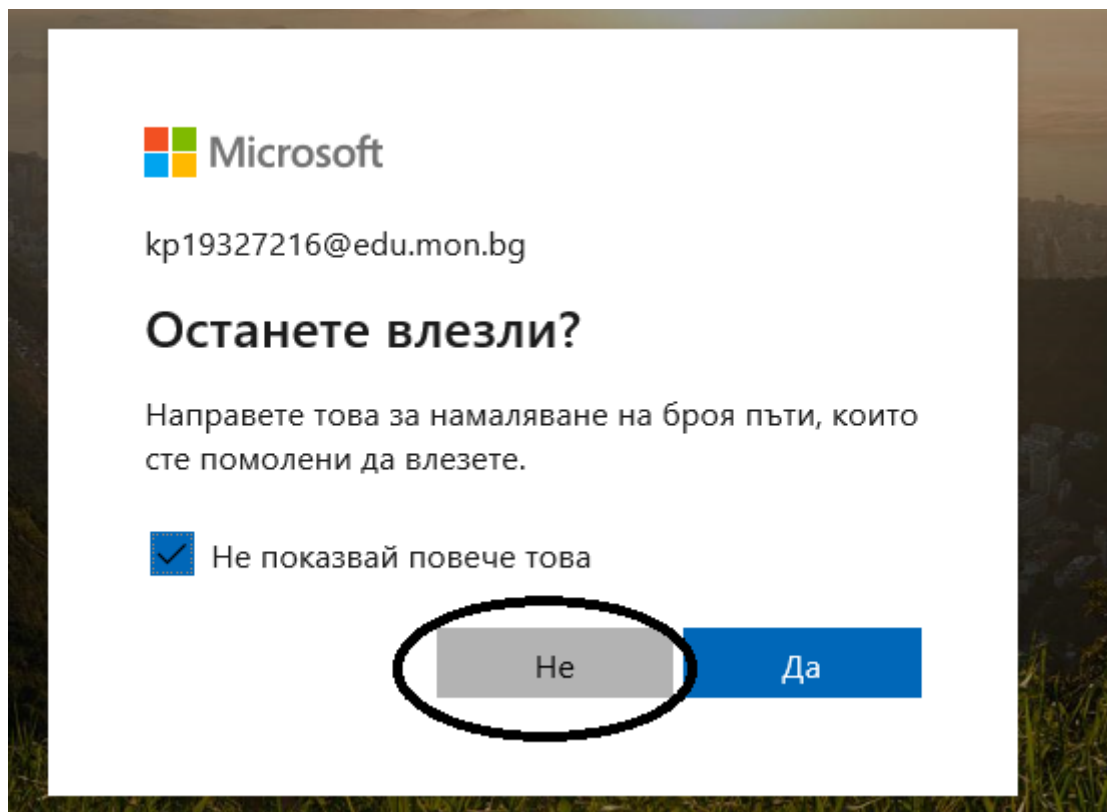 Microsoft
kp19327216@edu.mon.bg
Останете влезли?
Направете това за намаляване на броя пъти, които
сте помолени да влезете.
Не показвай повече това
Не
Да